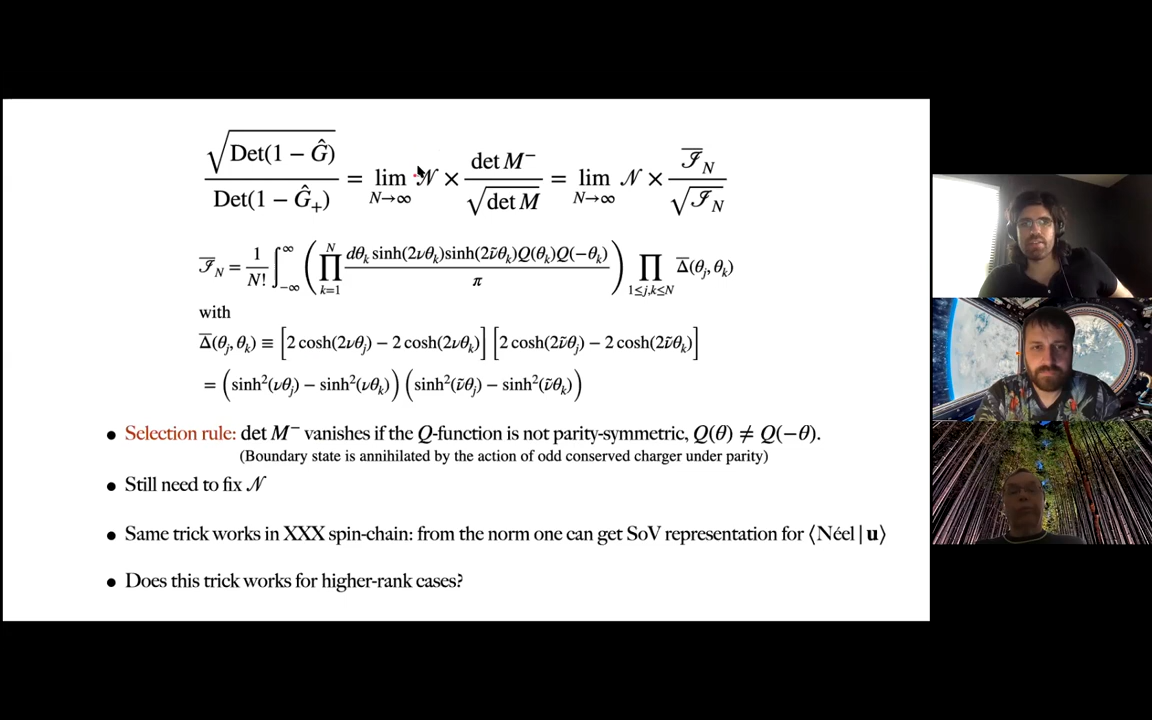 √Det(1 − Ĝ) / Det(1 − Ĝ₊) = lim_{N→∞} 𝒩 × det M⁻ / √det M = lim_{N→∞} 𝒩 × ℐ̅_N / √ℐ_N
ℐ̅_N = 1/N! ∫_{−∞}^{∞} ( ∏_{k=1}^{N} dθ_k sinh(2νθ_k)sinh(2ν̃θ_k)Q(θ_k)Q(−θ_k) / π ) ∏_{1≤j,k≤N} Δ̅(θ_j, θ_k)
with
Δ̅(θ_j, θ_k) ≡ [2 cosh(2νθ_j) − 2 cosh(2νθ_k)] [2 cosh(2ν̃θ_j) − 2 cosh(2ν̃θ_k)]
= (sinh²(νθ_j) − sinh²(νθ_k)) (sinh²(ν̃θ_j) − sinh²(ν̃θ_k))
• Selection rule: det M⁻ vanishes if the Q-function is not parity-symmetric, Q(θ) ≠ Q(−θ).
(Boundary state is annihilated by the action of odd conserved charger under parity)
• Still need to fix 𝒩
• Same trick works in XXX spin-chain: from the norm one can get SoV representation for ⟨Néel | u⟩
• Does this trick works for higher-rank cases?